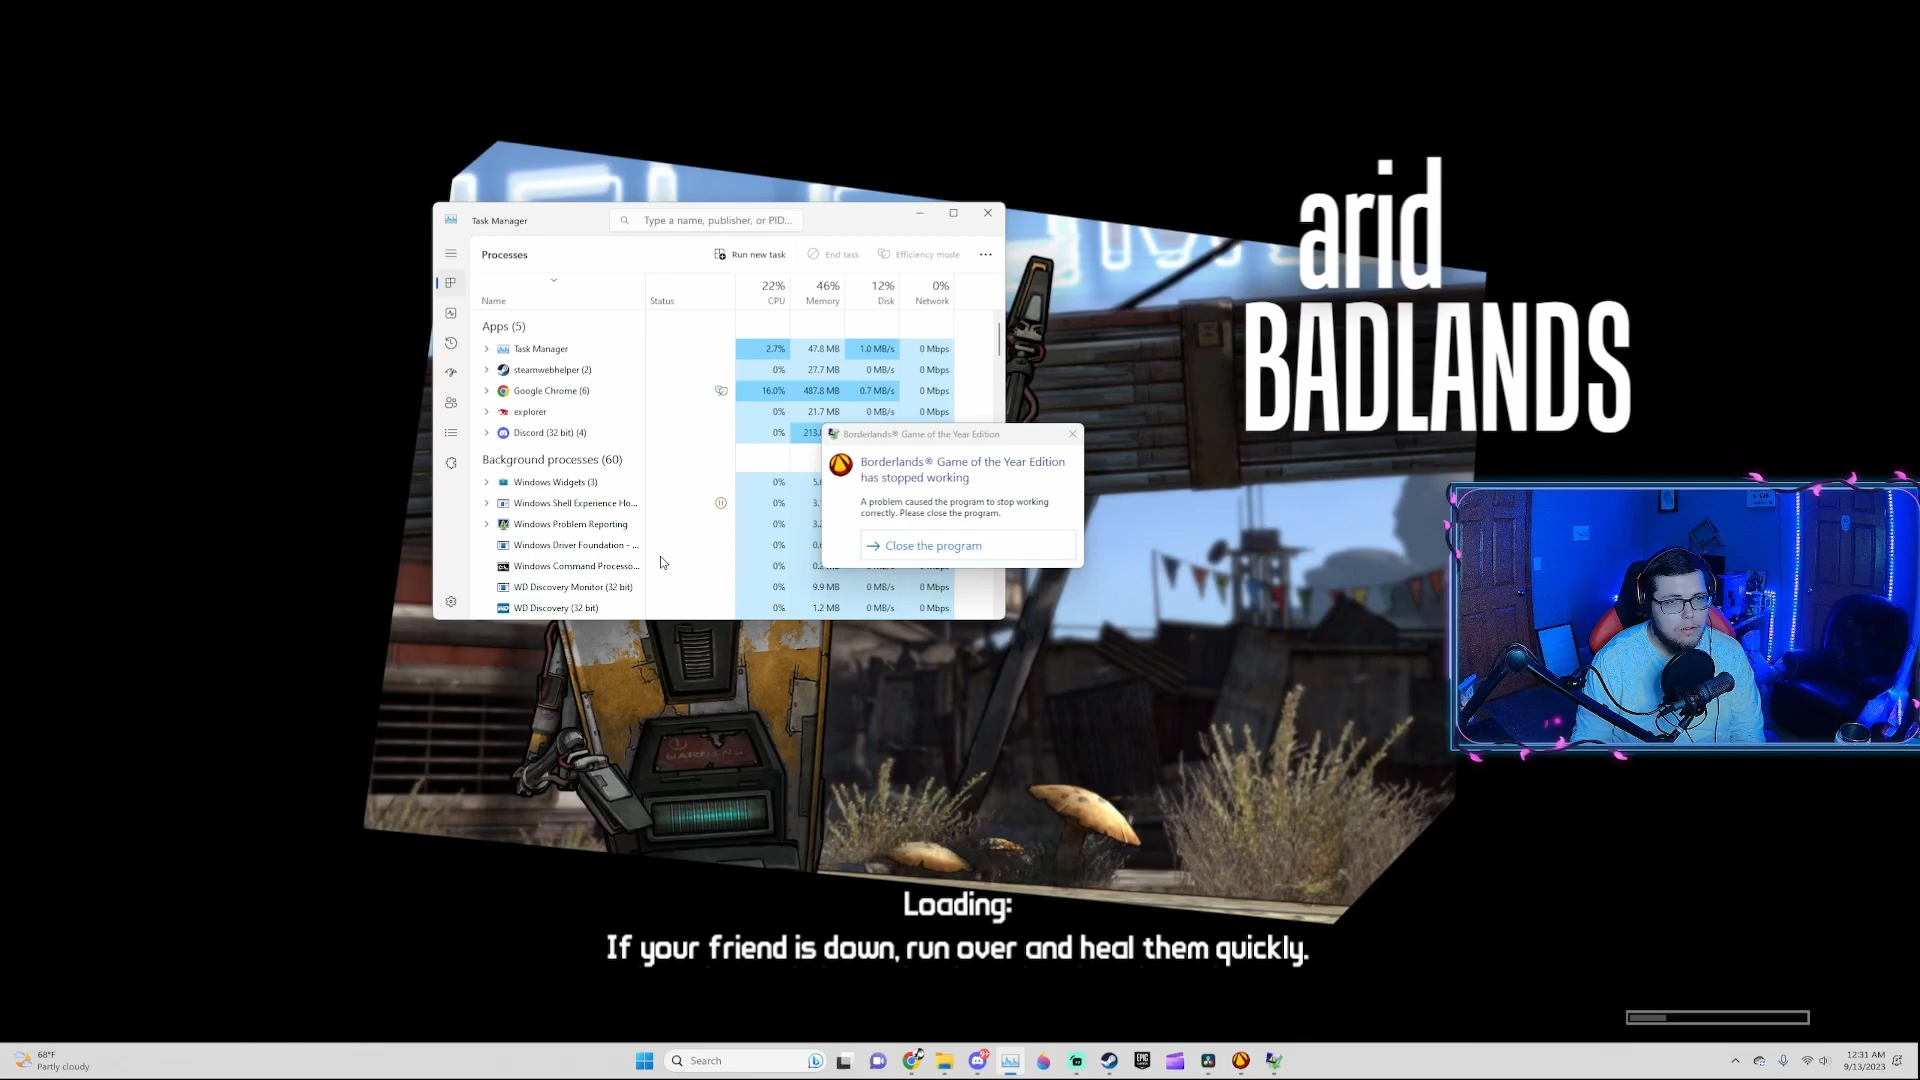 arid
BADLANDS
Task Manager
Type a name, publisher, or PID...
Processes
Run new task
End task
Efficiency mode
22%
46%
12%
0%
Name
Status
CPU
Memory
Disk
Network
Apps (5)
Task Manager
2.7%
47.8 MB
1.0 MB/s
0 Mbps
steamwebhelper (2)
0%
27.7 MB
0 MB/s
0 Mbps
Google Chrome (6)
16.0%
487.8 MB
0.7 MB/s
0 Mbps
explorer
0%
21.7 MB
0 MB/s
0 Mbps
Discord (32 bit) (4)
0%
Background processes (60)
Windows Widgets (3)
0%
Windows Shell Experience Ho...
0%
Windows Problem Reporting
0%
Windows Driver Foundation - ...
0%
Windows Command Processo...
0%
WD Discovery Monitor (32 bit)
0%
9.9 MB
0 MB/s
0 Mbps
WD Discovery (32 bit)
0%
1.2 MB
0 MB/s
0 Mbps
Borderlands® Game of the Year Edition
Borderlands® Game of the Year Edition
has stopped working
A problem caused the program to stop working
correctly. Please close the program.
Close the program
WARNING
Loading:
If your friend is down, run over and heal them quickly.
68°F
Partly cloudy
Search
12:31 AM
9/13/2023